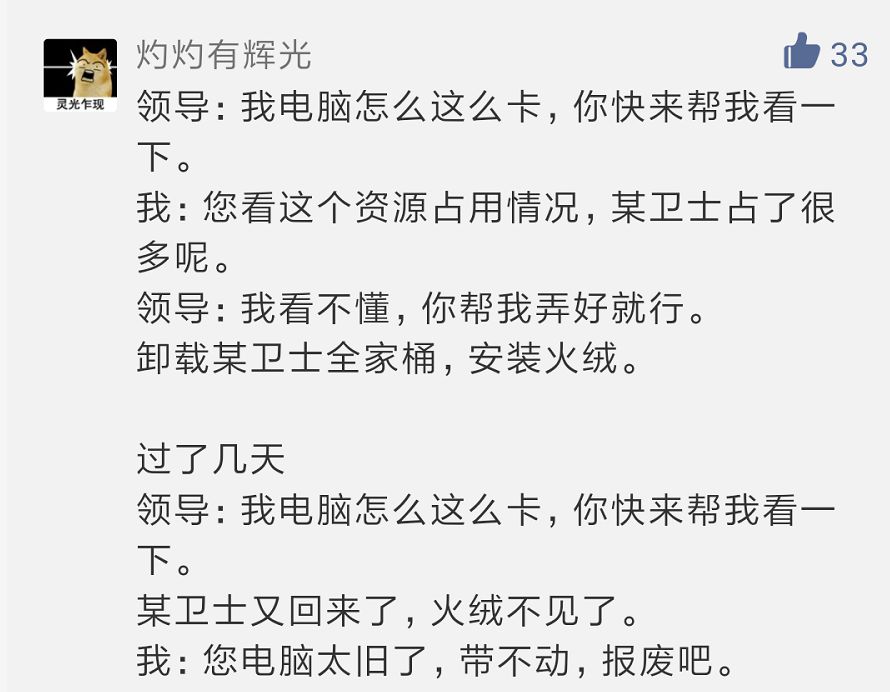 灼灼有辉光
33
灵光乍现
领导：我电脑怎么这么卡，你快来帮我看一
下。
我：您看这个资源占用情况，某卫士占了很
多呢。
领导：我看不懂，你帮我弄好就行。
卸载某卫士全家桶，安装火绒。
过了几天
领导：我电脑怎么这么卡，你快来帮我看一
下。
某卫士又回来了，火绒不见了。
我：您电脑太旧了，带不动，报废吧。